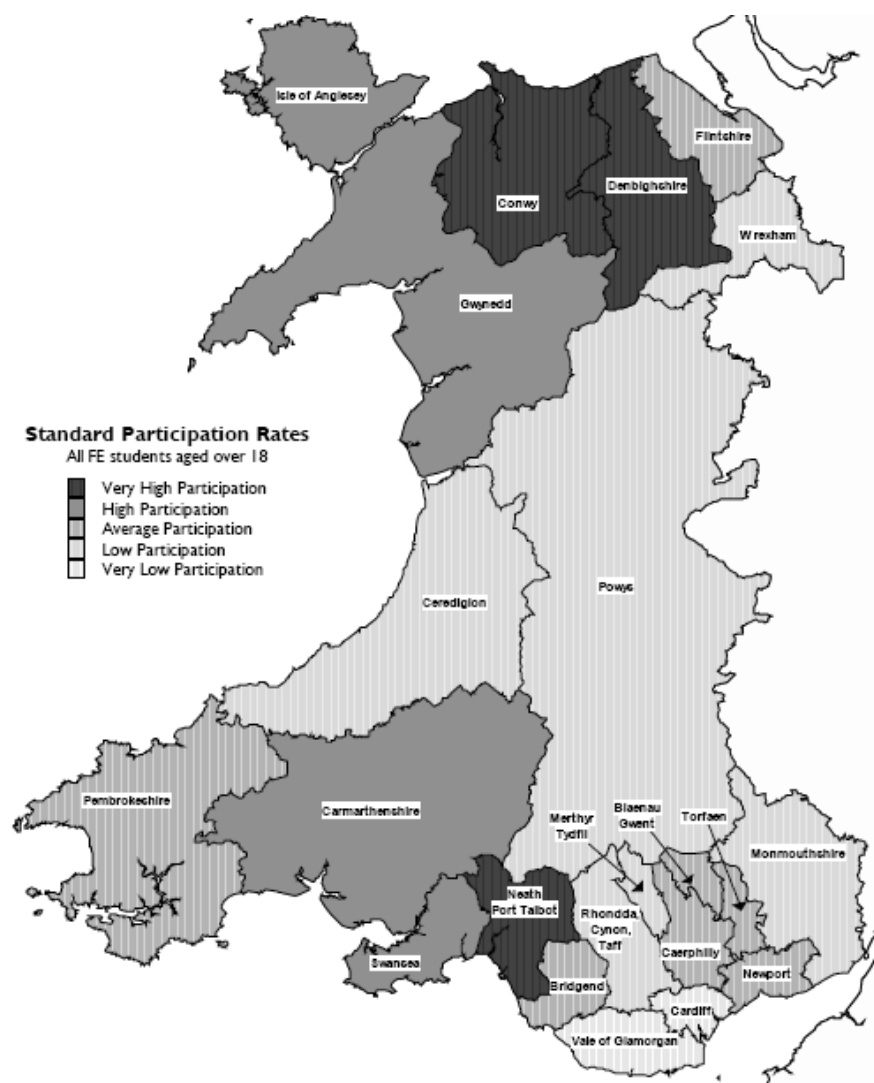 Isle of Anglesey
Flintshire
Denbighshire
Conwy
Wrexham
Gwynedd
Standard Participation Rates
All FE students aged over 18
Very High Participation
High Participation
Average Participation
Low Participation
Very Low Participation
Powys
Ceredigion
Pembrokeshire
Carmarthenshire
Merthyr
Tydfil
Blaenau
Gwent
Torfaen
Monmouthshire
Neath
Port Talbot
Rhondda,
Cynon,
Taff
Caerphilly
Swansea
Bridgend
Newport
Cardiff
Vale of Glamorgan